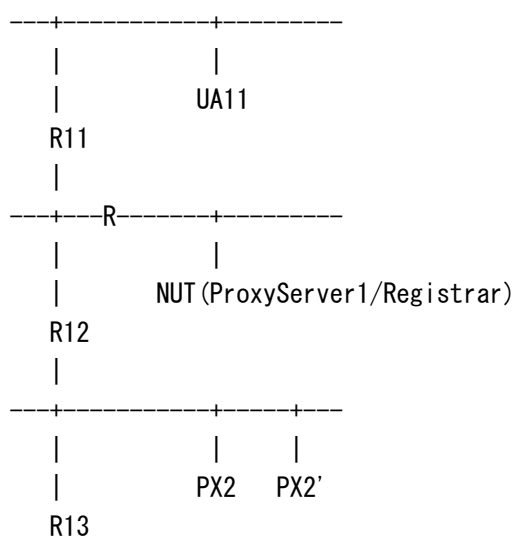 ---+-----------+---------
|           |
|          UA11
R11
|
---+---R-------+---------
|           |
|       NUT(ProxyServer1/Registrar)
R12
|
---+-----------+-----+---
|           |     |
|          PX2   PX2'
R13